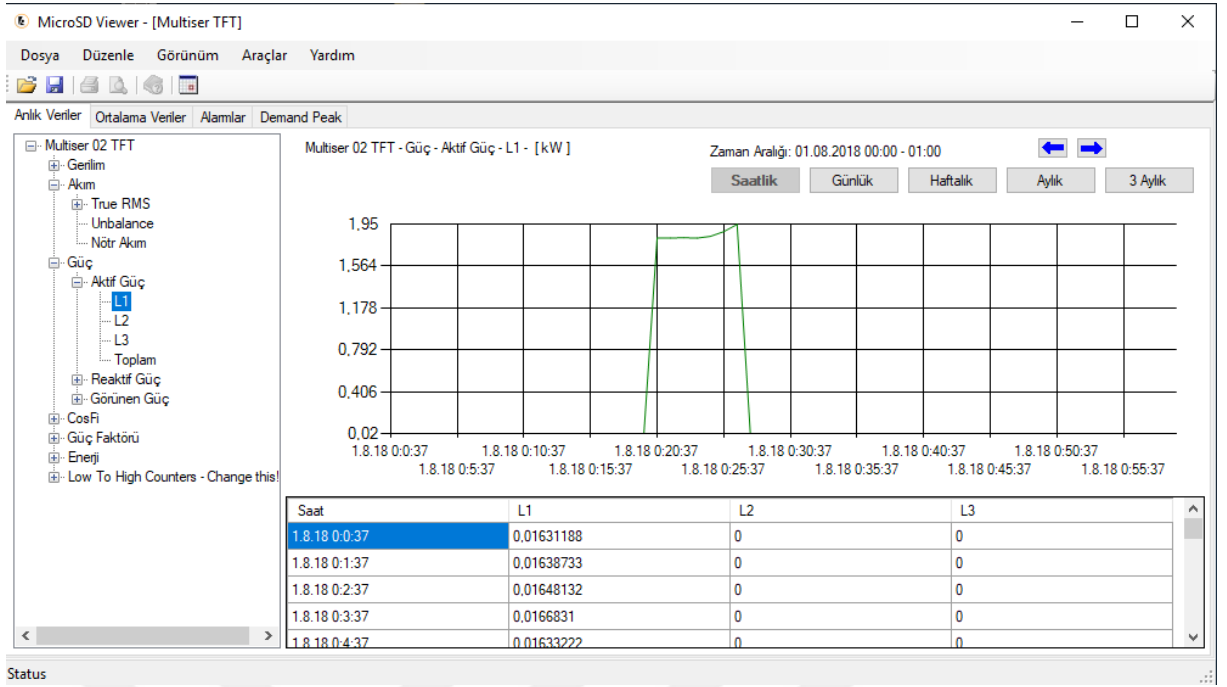 MicroSD Viewer - [Multiser TFT]
Dosya Düzenle Görünüm Araçlar Yardım
Anlık Veriler Ortalama Veriler Alarmlar Demand Peak
Multiser 02 TFT
Gerilim
Akım
True RMS
Unbalance
Nötr Akım
Güç
Aktif Güç
L1
L2
L3
Toplam
Reaktif Güç
Görünen Güç
CosFi
Güç Faktörü
Enerji
Low To High Counters - Change this!
Multiser 02 TFT - Güç - Aktif Güç - L1 - [ kW ]
Zaman Aralığı: 01.08.2018 00:00 - 01:00
Saatlik Günlük Haftalık Aylık 3 Aylık
1.95
1,564
1,178
0,792
0,406
0,02
1.8.18 0:0:37 1.8.18 0:10:37 1.8.18 0:20:37 1.8.18 0:30:37 1.8.18 0:40:37 1.8.18 0:50:37
1.8.18 0:5:37 1.8.18 0:15:37 1.8.18 0:25:37 1.8.18 0:35:37 1.8.18 0:45:37 1.8.18 0:55:37
Saat L1 L2 L3
1.8.18 0:0:37 0,01631188 0 0
1.8.18 0:1:37 0,01638733 0 0
1.8.18 0:2:37 0,01648132 0 0
1.8.18 0:3:37 0,0166831 0 0
1.8.18 0:4:37 0,01633222 0 0
Status